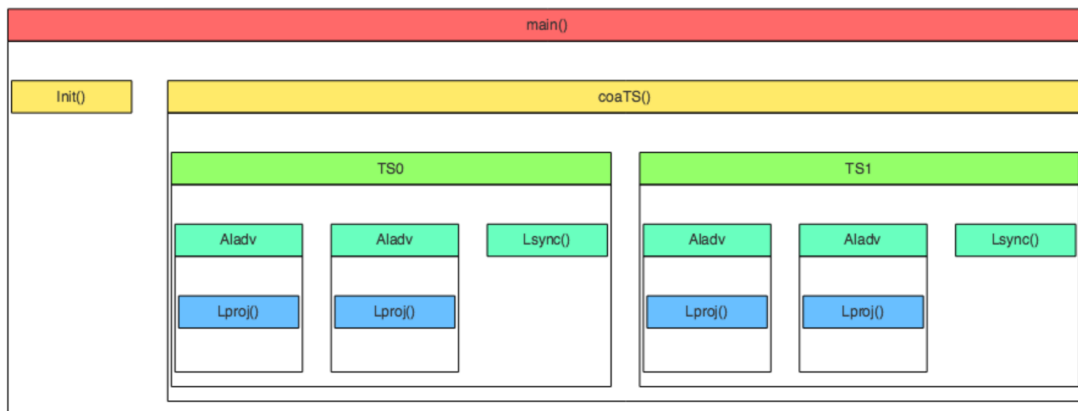 main()
Init()
coaTS()
TS0
TS1
Aladv
Aladv
Lsync()
Aladv
Aladv
Lsync()
Lproj()
Lproj()
Lproj()
Lproj()